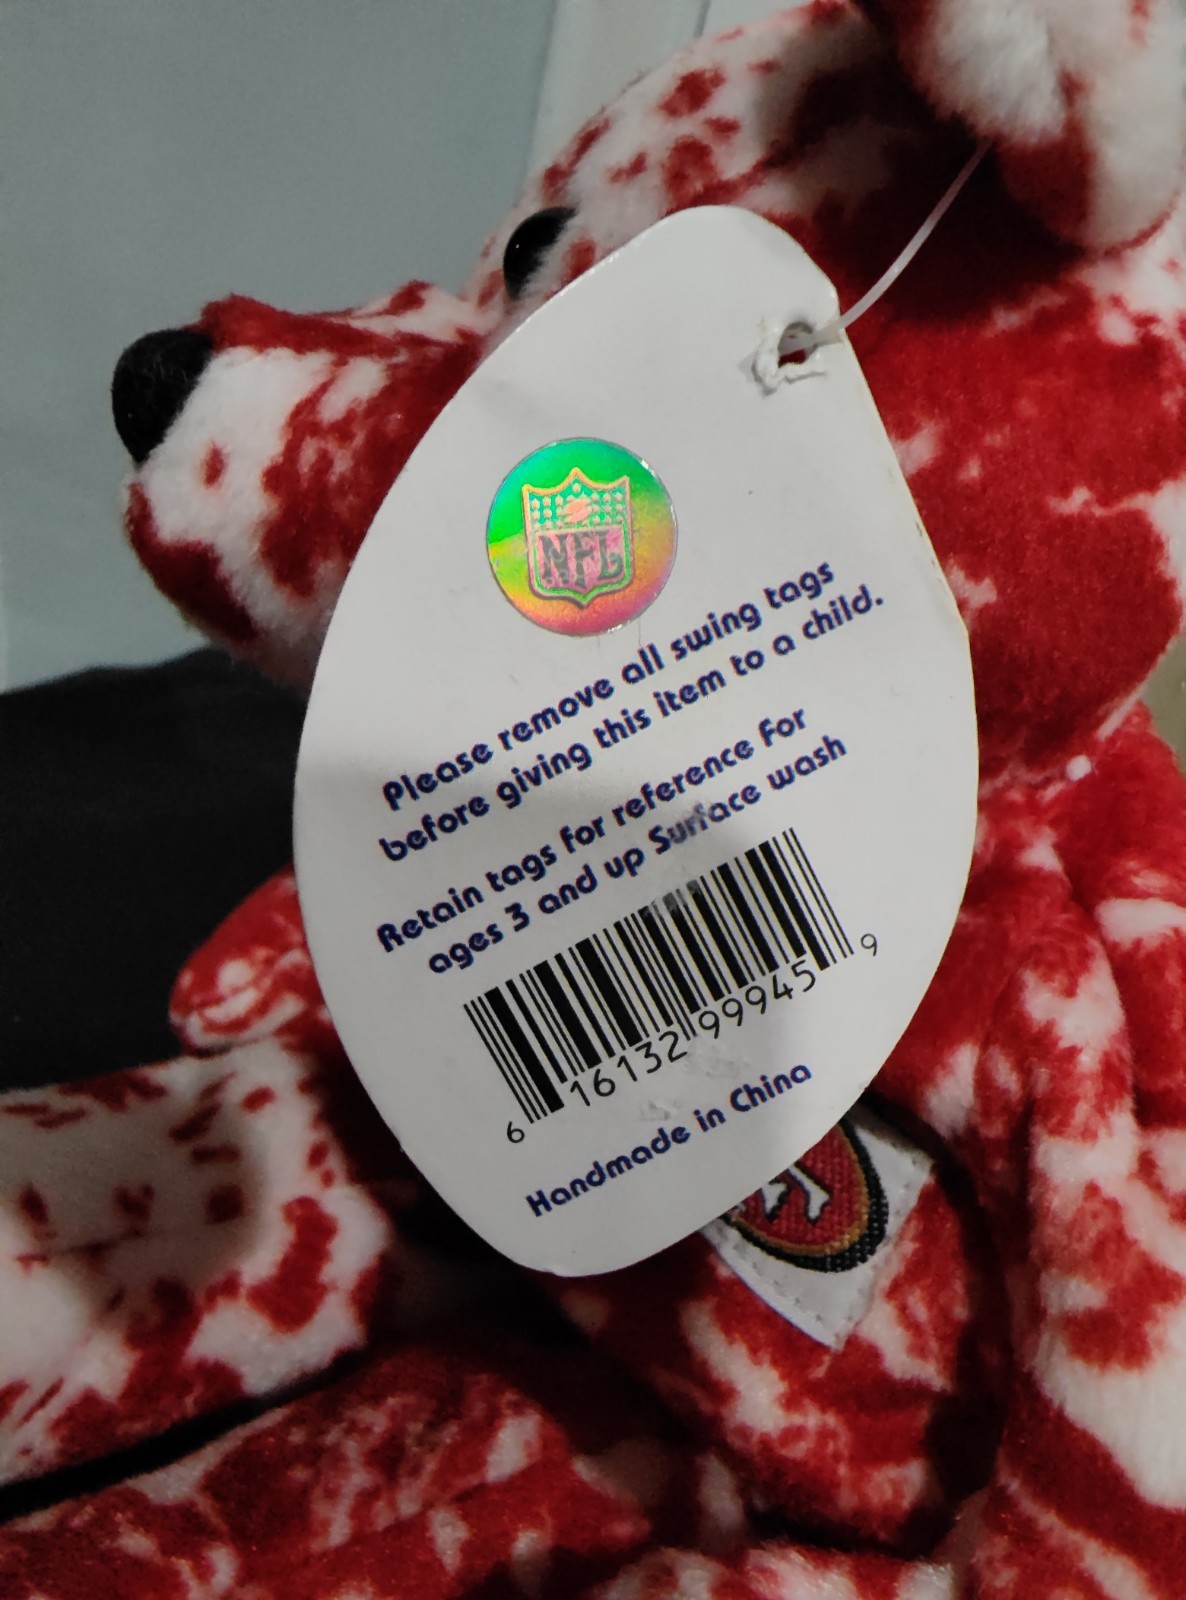 NFL
Please remove all swing tags
before giving this item to a child.
Retain tags for reference For
ages 3 and up Surface wash
6 16132 99945 9
Handmade in China